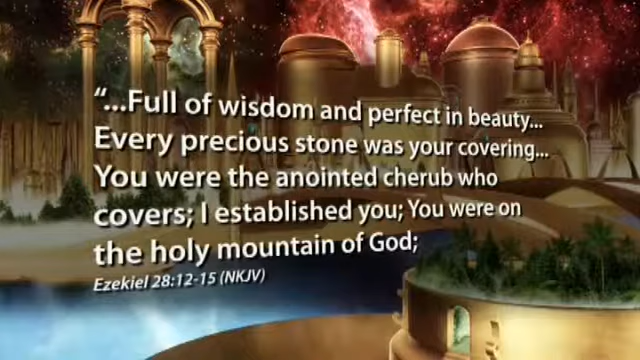 “...Full of wisdom and perfect in beauty...
Every precious stone was your covering...
You were the anointed cherub who
covers; I established you; You were on
the holy mountain of God;
Ezekiel 28:12-15 (NKJV)